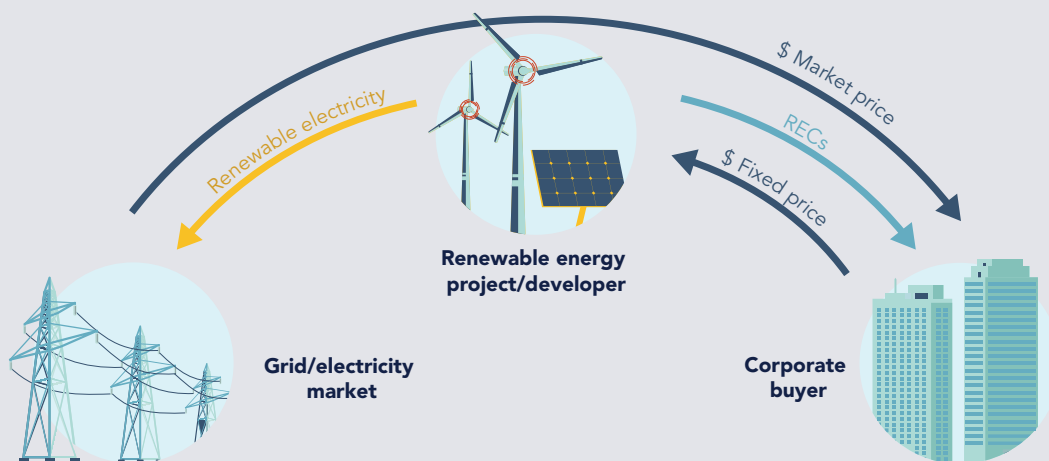 $ Market price
Renewable electricity
RECs
$ Fixed price
Renewable energy
project/developer
Grid/electricity
market
Corporate
buyer